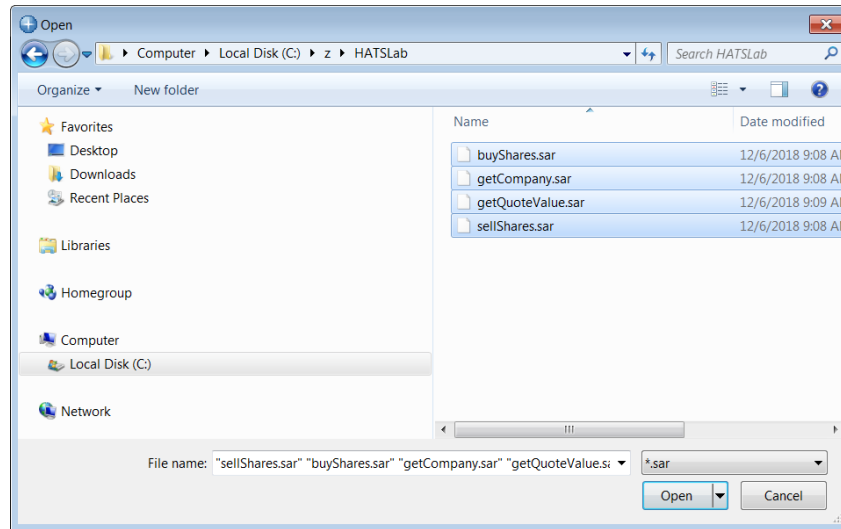 Open
Computer Local Disk (C:) z HATSLab Search HATSLab
Organize New folder
Name Date modified
Favorites
Desktop
Downloads
Recent Places
Libraries
Homegroup
Computer
Local Disk (C:)
Network
buyShares.sar 12/6/2018 9:08 A
getCompany.sar 12/6/2018 9:08 A
getQuoteValue.sar 12/6/2018 9:09 A
sellShares.sar 12/6/2018 9:08 A
File name: "sellShares.sar" "buyShares.sar" "getCompany.sar" "getQuoteValue.sa *.sar
Open Cancel